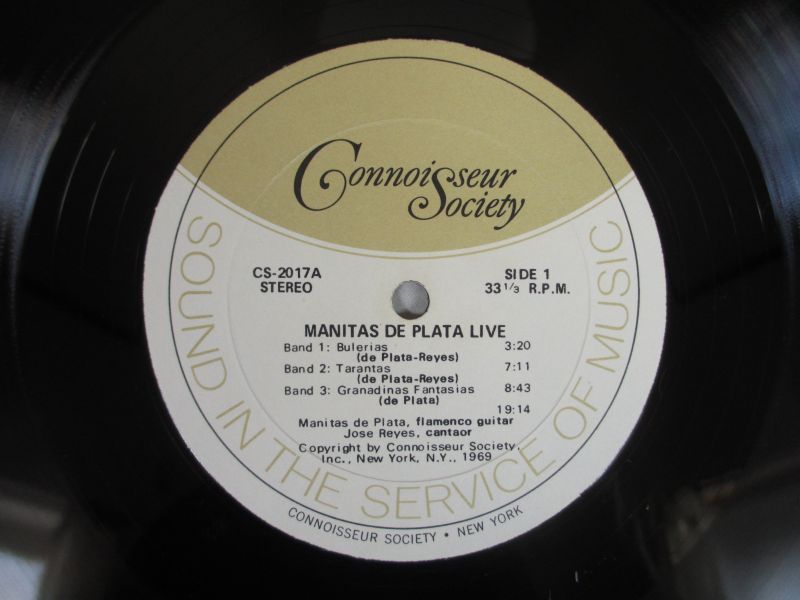 Connoisseur
Society
CS-2017A
STEREO
SIDE 1
33 1/3 R.P.M.
MANITAS DE PLATA LIVE
Band 1: Bulerias 3:20
(de Plata-Reyes)
Band 2: Tarantas 7:11
(de Plata-Reyes)
Band 3: Granadinas Fantasias 8:43
(de Plata)
19:14
Manitas de Plata, flamenco guitar
Jose Reyes, cantaor
Copyright by Connoisseur Society,
Inc., New York, N.Y., 1969
SOUND IN THE SERVICE OF MUSIC
CONNOISSEUR SOCIETY • NEW YORK